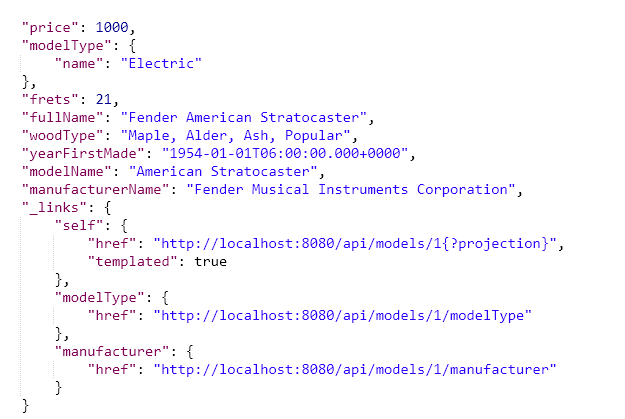 "price": 1000,
"modelType": {
    "name": "Electric"
},
"frets": 21,
"fullName": "Fender American Stratocaster",
"woodType": "Maple, Alder, Ash, Popular",
"yearFirstMade": "1954-01-01T06:00:00.000+0000",
"modelName": "American Stratocaster",
"manufacturerName": "Fender Musical Instruments Corporation",
"_links": {
    "self": {
        "href": "http://localhost:8080/api/models/1{?projection}",
        "templated": true
    },
    "modelType": {
        "href": "http://localhost:8080/api/models/1/modelType"
    },
    "manufacturer": {
        "href": "http://localhost:8080/api/models/1/manufacturer"
    }
}